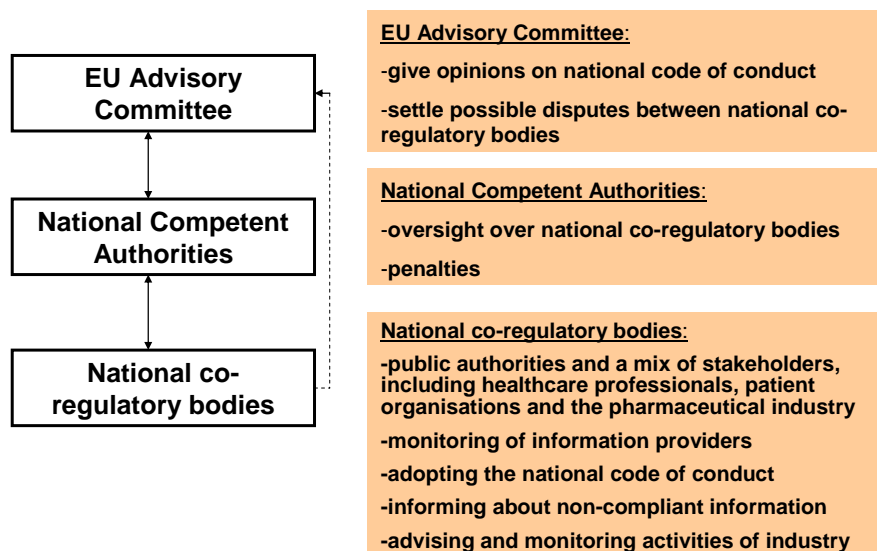 EU Advisory
Committee
National Competent
Authorities
National co-
regulatory bodies
EU Advisory Committee:
-give opinions on national code of conduct
-settle possible disputes between national co-
regulatory bodies
National Competent Authorities:
-oversight over national co-regulatory bodies
-penalties
National co-regulatory bodies:
-public authorities and a mix of stakeholders,
including healthcare professionals, patient
organisations and the pharmaceutical industry
-monitoring of information providers
-adopting the national code of conduct
-informing about non-compliant information
-advising and monitoring activities of industry